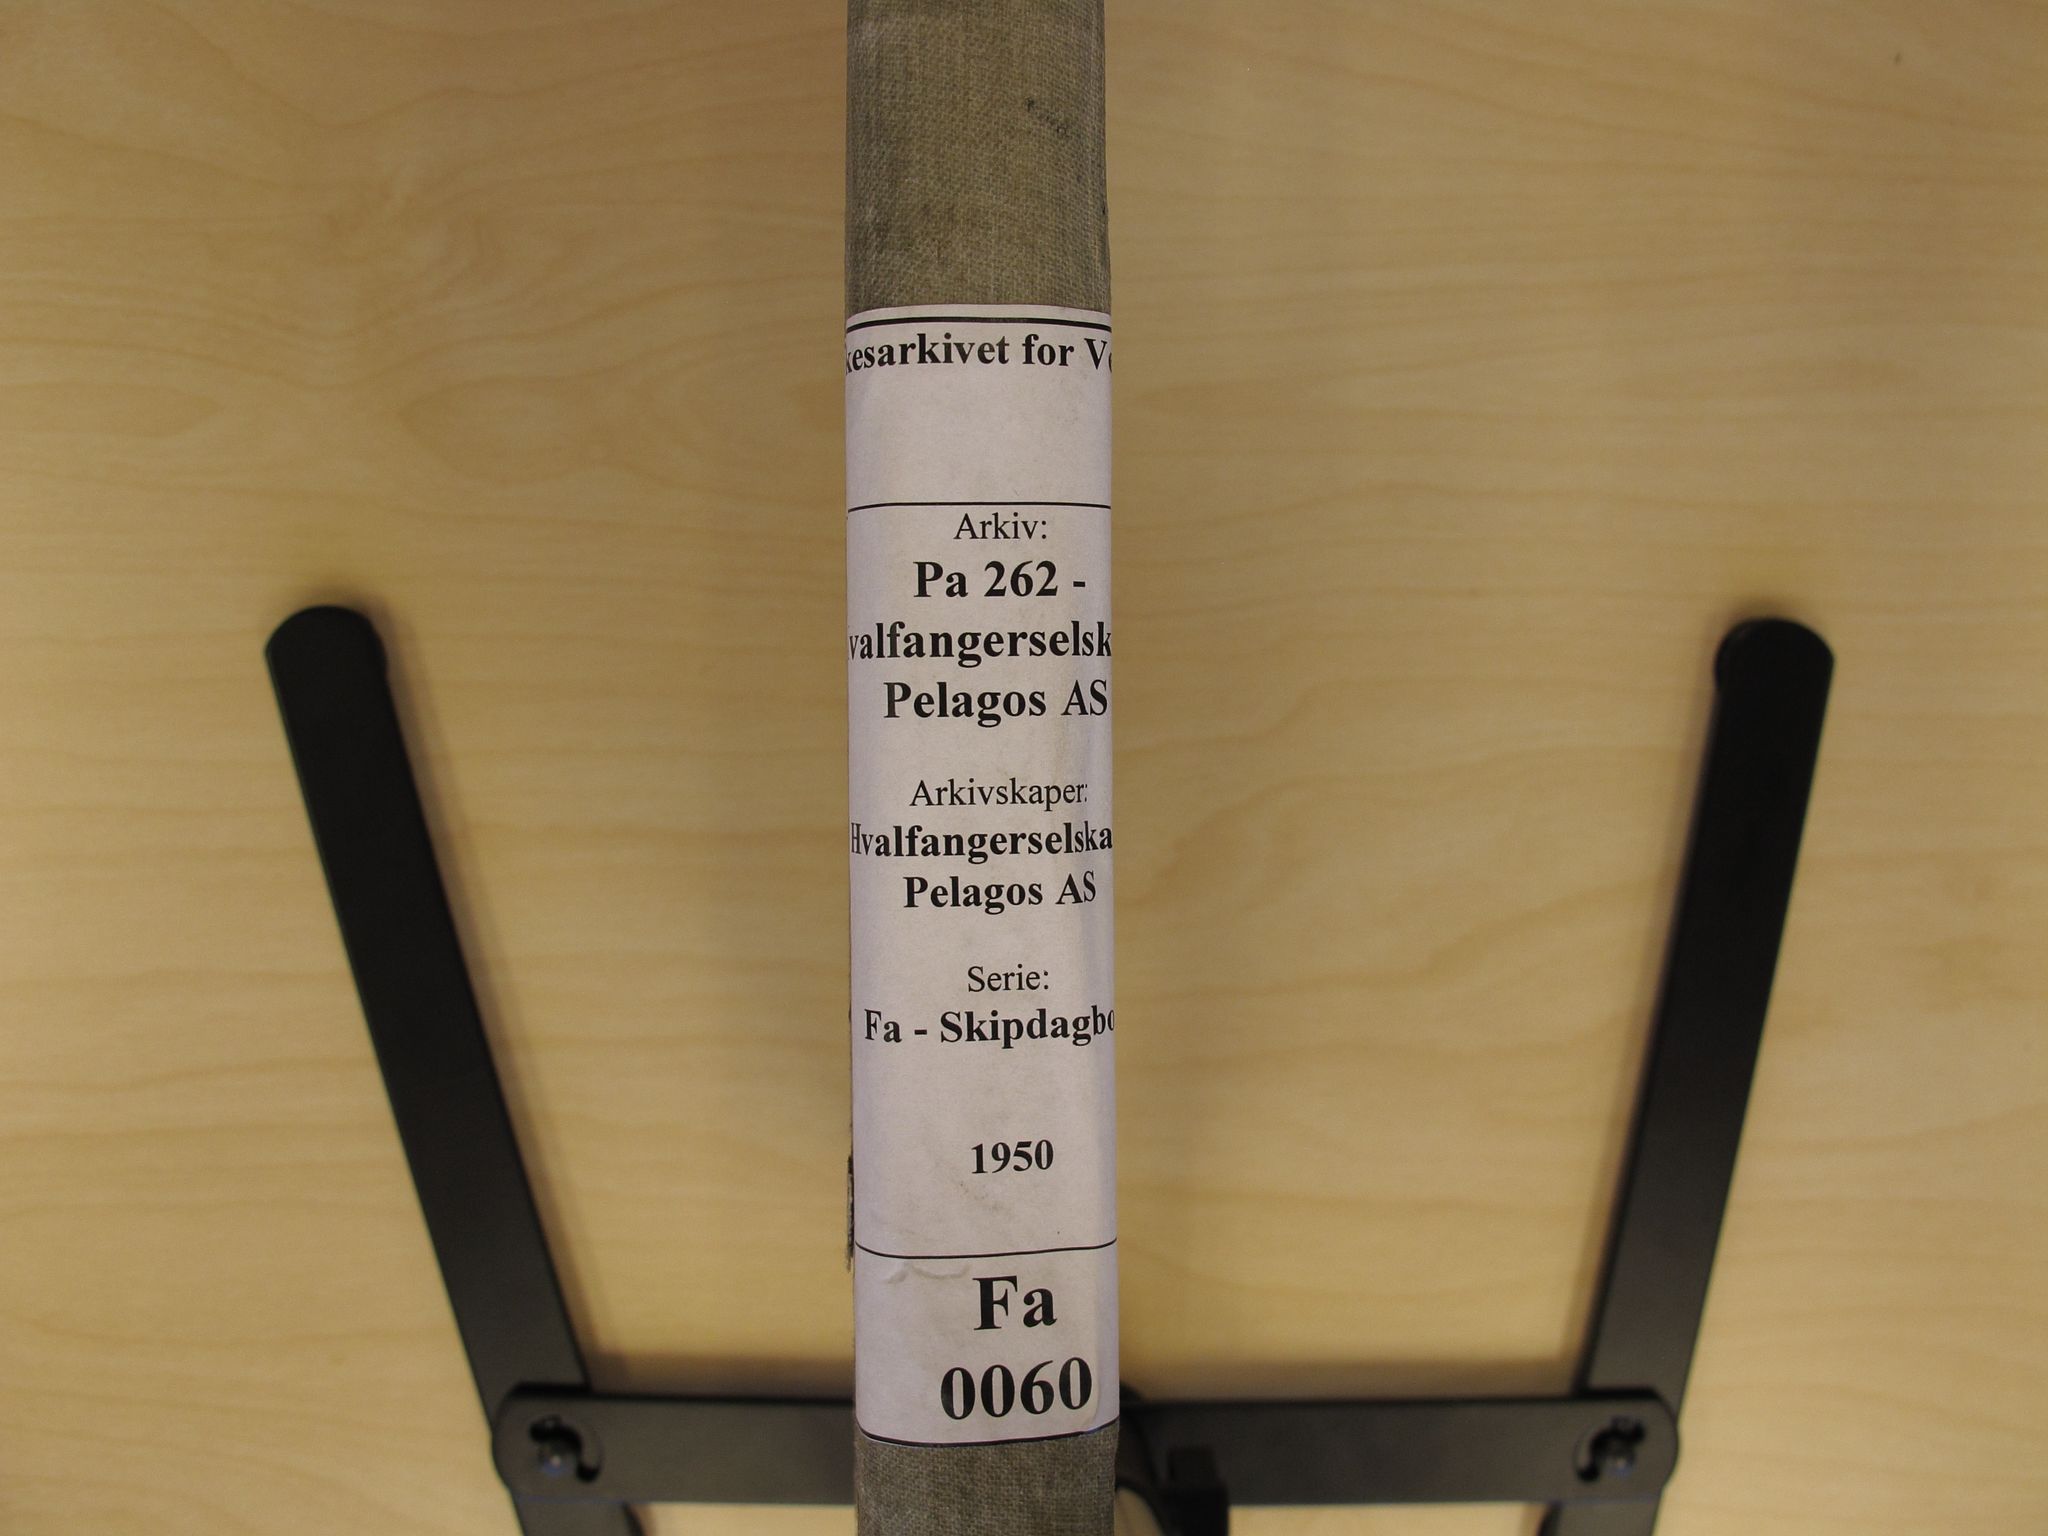 kesarkivet for Ve
Arkiv:
Pa 262 -
valfangerselsk
Pelagos AS
Arkivskaper:
Hvalfangerselska
Pelagos AS
Serie:
Fa - Skipdagbo
1950
Fa
0060